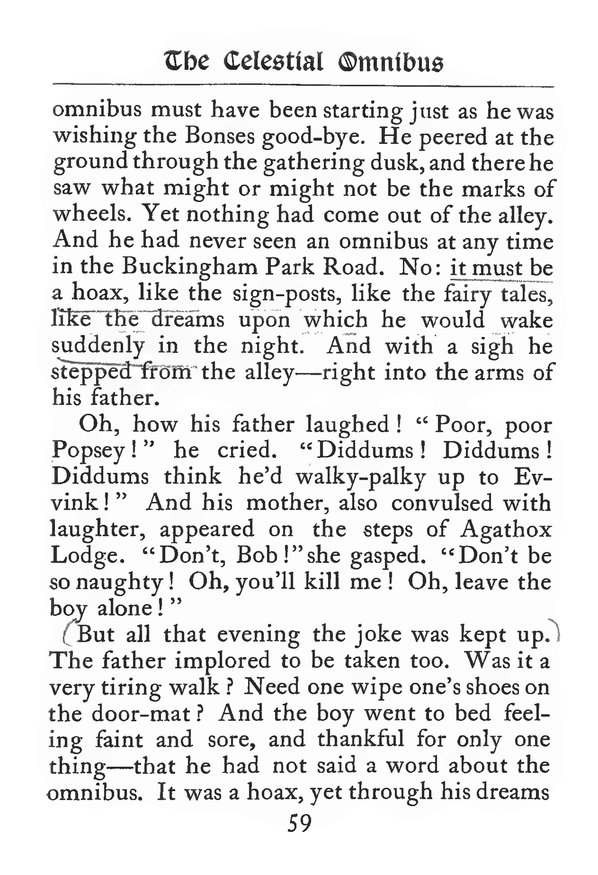 The Celestial Omnibus
omnibus must have been starting just as he was
wishing the Bonses good-bye. He peered at the
ground through the gathering dusk, and there he
saw what might or might not be the marks of
wheels. Yet nothing had come out of the alley.
And he had never seen an omnibus at any time
in the Buckingham Park Road. No: it must be
a hoax, like the sign-posts, like the fairy tales,
like the dreams upon which he would wake
suddenly in the night. And with a sigh he
stepped from the alley—right into the arms of
his father.
Oh, how his father laughed! “Poor, poor
Popsey!” he cried. “Diddums! Diddums!
Diddums think he’d walky-palky up to Ev-
vink!” And his mother, also convulsed with
laughter, appeared on the steps of Agathox
Lodge. “Don’t, Bob!” she gasped. “Don’t be
so naughty! Oh, you’ll kill me! Oh, leave the
boy alone!”
(But all that evening the joke was kept up.)
The father implored to be taken too. Was it a
very tiring walk? Need one wipe one’s shoes on
the door-mat? And the boy went to bed feel-
ing faint and sore, and thankful for only one
thing—that he had not said a word about the
omnibus. It was a hoax, yet through his dreams
59